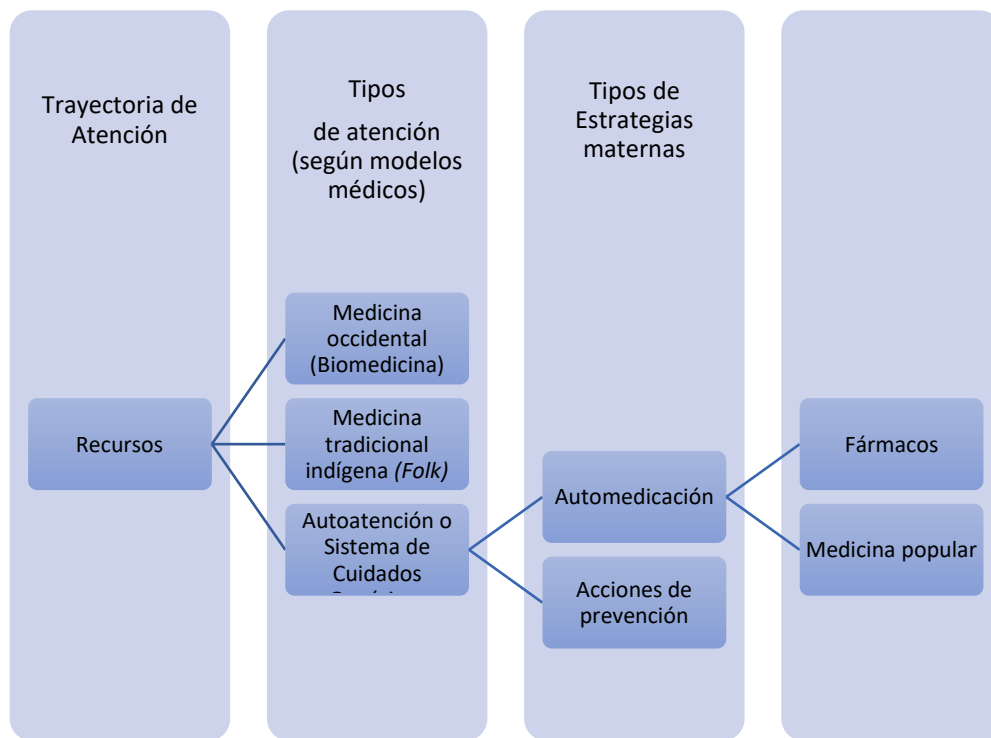 Trayectoria de
Atención
Tipos
de atención
(según modelos
médicos)
Tipos de
Estrategias
maternas
Medicina
occidental
(Biomedicina)
Recursos
Medicina
tradicional
indígena (Folk)
Autoatención o
Sistema de
Cuidados
Automedicación
Acciones de
prevención
Fármacos
Medicina popular